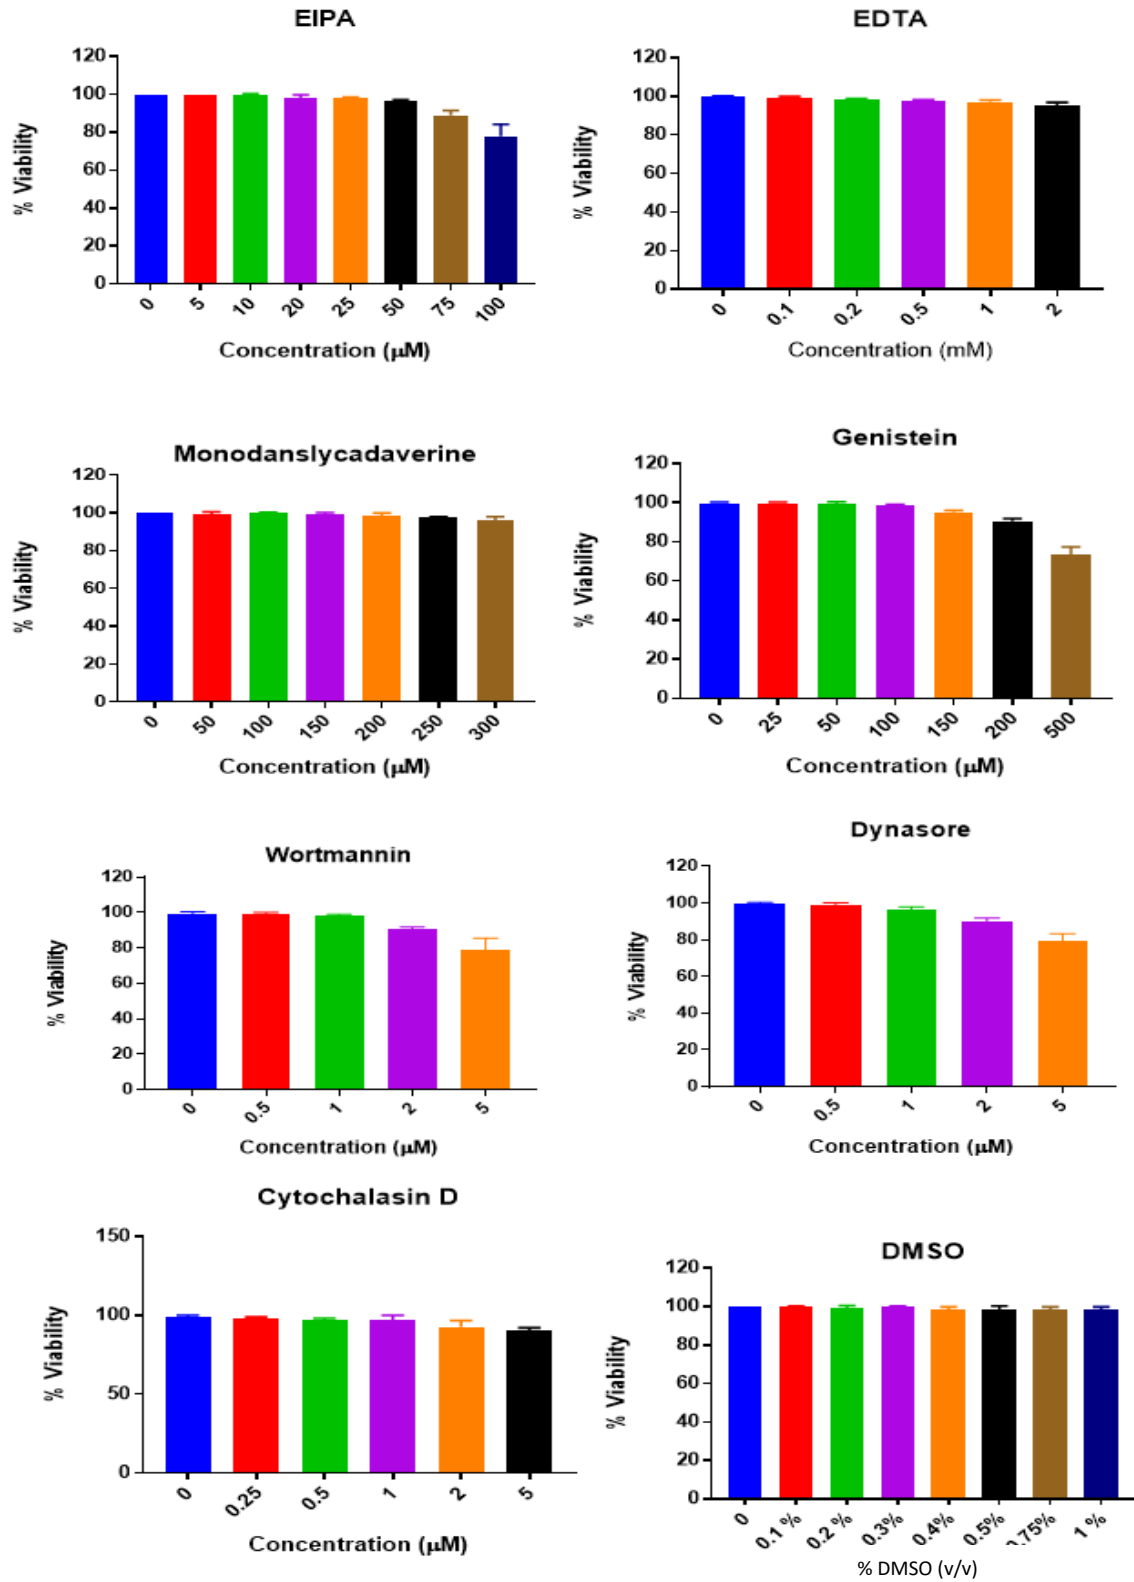 EIPA
120
100
80
60
40
20
0
% Viability
0 5 10 20 25 50 75 100
Concentration (μM)
EDTA
120
100
80
60
40
20
0
% Viability
0 0.1 0.2 0.5 1 2
Concentration (mM)
Monodanslycadaverine
120
100
80
60
40
20
0
% Viability
0 50 100 150 200 250 300
Concentration (μM)
Genistein
120
100
80
60
40
20
0
% Viability
0 25 50 100 150 200 500
Concentration (μM)
Wortmannin
120
100
80
60
40
20
0
% Viability
0 0.5 1 2 5
Concentration (μM)
Dynasore
120
100
80
60
40
20
0
% Viability
0 0.5 1 2 5
Concentration (μM)
Cytochalasin D
150
100
50
0
% Viability
0 0.25 0.5 1 2 5
Concentration (μM)
DMSO
120
100
80
60
40
20
0
% Viability
0 0.1 % 0.2 % 0.3% 0.4% 0.5% 0.75% 1 %
% DMSO (v/v)